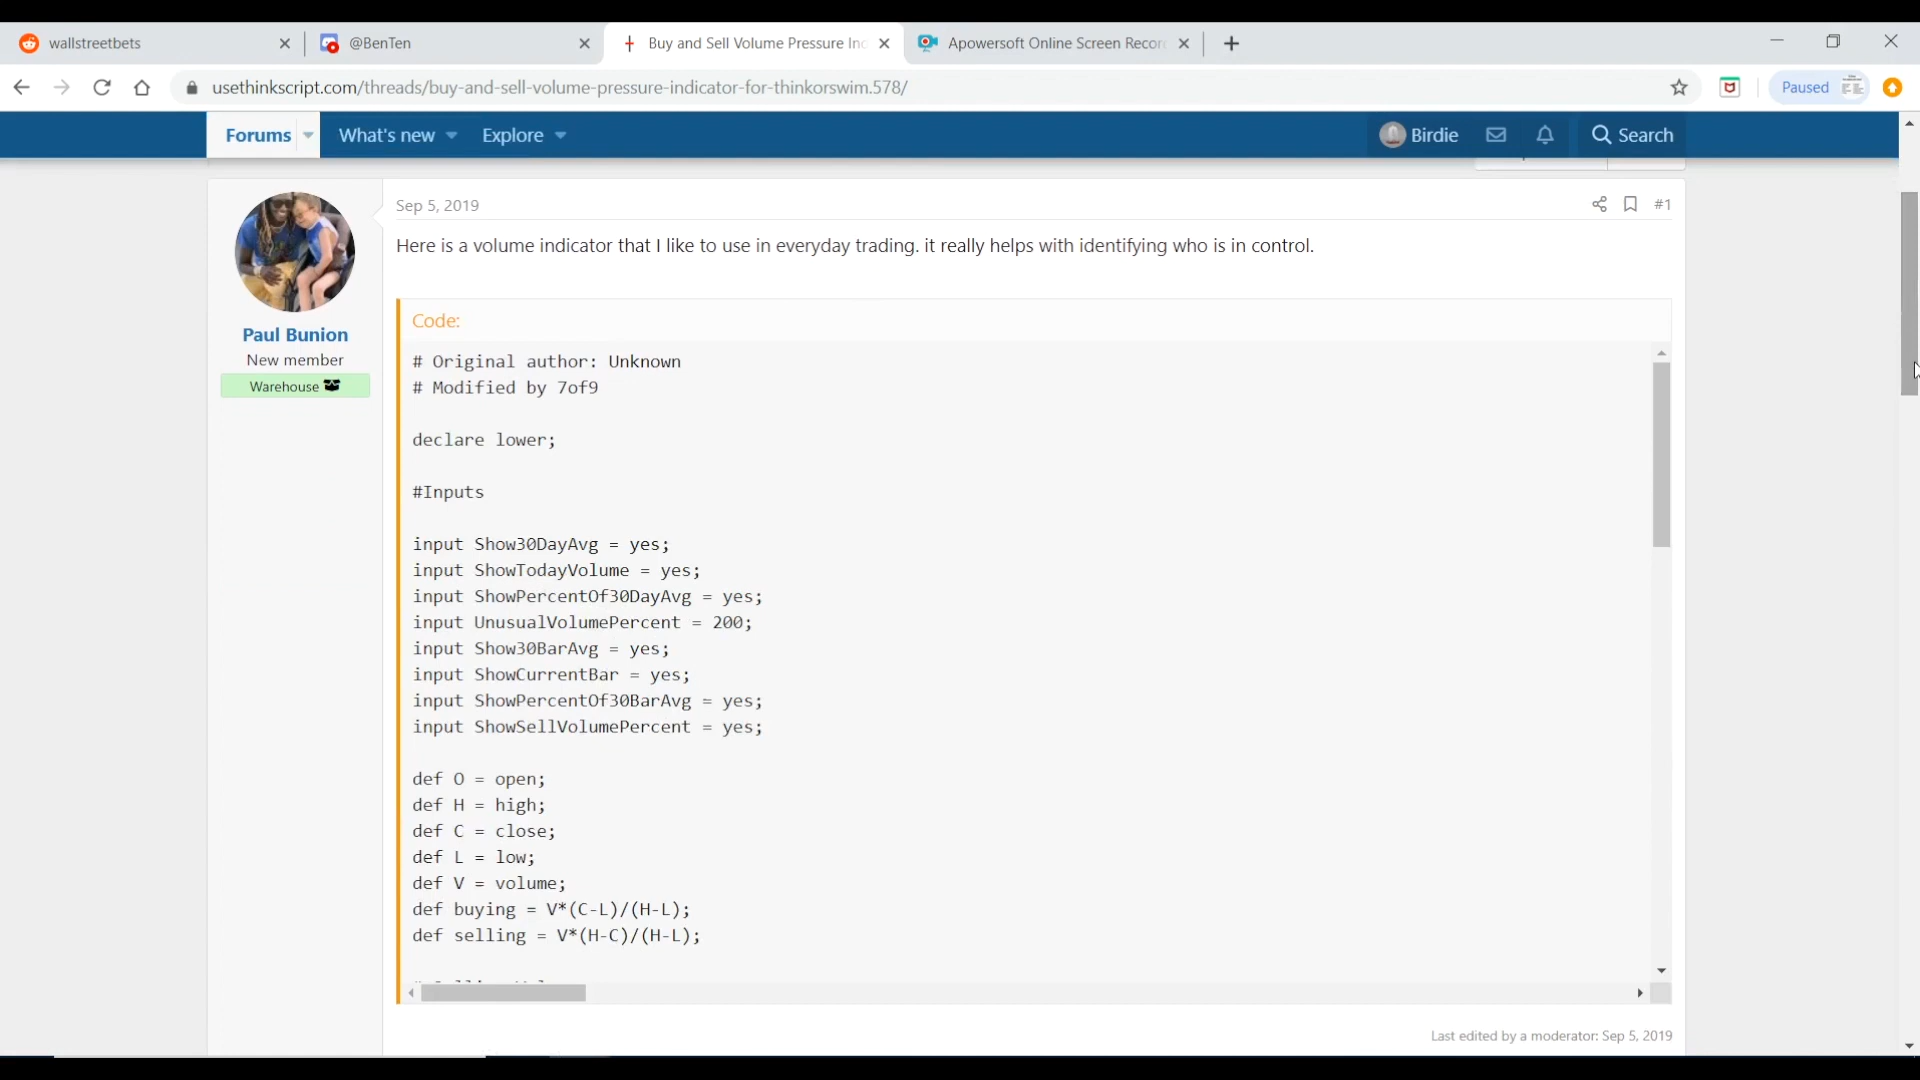 wallstreetbets
@BenTen
Buy and Sell Volume Pressure Inc
Apowersoft Online Screen Recor
usethinkscript.com/threads/buy-and-sell-volume-pressure-indicator-for-thinkorswim.578/
Paused
Forums
What's new
Explore
Birdie
Search
Sep 5, 2019
#1
Here is a volume indicator that I like to use in everyday trading. it really helps with identifying who is in control.
Paul Bunion
New member
Warehouse
Code:
# Original author: Unknown
# Modified by 7of9
declare lower;
#Inputs
input Show30DayAvg = yes;
input ShowTodayVolume = yes;
input ShowPercentOf30DayAvg = yes;
input UnusualVolumePercent = 200;
input Show30BarAvg = yes;
input ShowCurrentBar = yes;
input ShowPercentOf30BarAvg = yes;
input ShowSellVolumePercent = yes;
def O = open;
def H = high;
def C = close;
def L = low;
def V = volume;
def buying = V*(C-L)/(H-L);
def selling = V*(H-C)/(H-L);
Last edited by a moderator: Sep 5, 2019